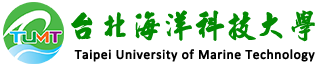 TUMT
台北海洋科技大學
Taipei University of Marine Technology